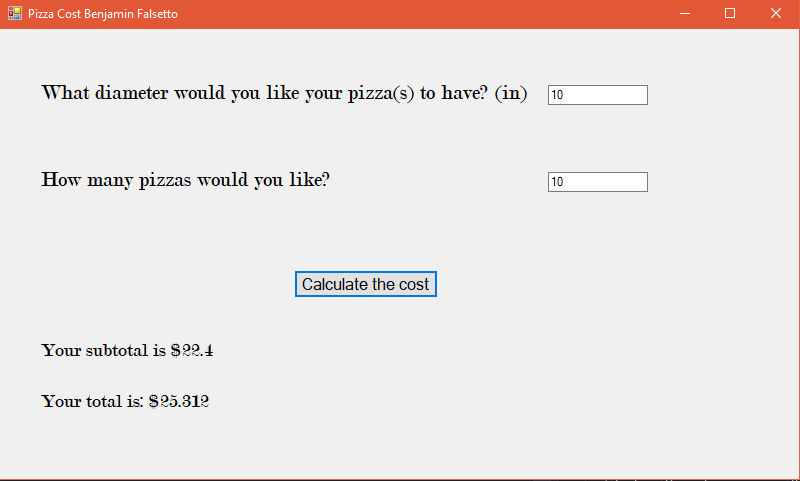 Pizza Cost Benjamin Falsetto
What diameter would you like your pizza(s) to have? (in)
10
How many pizzas would you like?
10
Calculate the cost
Your subtotal is $22.4
Your total is: $25.312